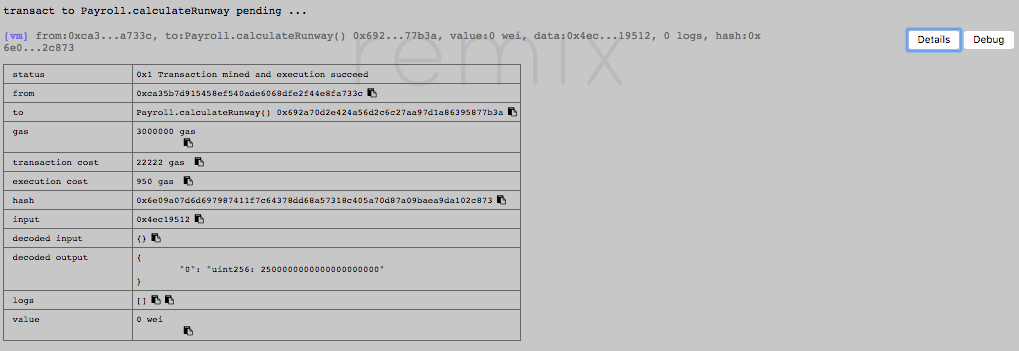 transact to Payroll.calculateRunway pending ...
remix
[vm] from:0xca3...a733c, to:Payroll.calculateRunway() 0x692...77b3a, value:0 wei, data:0x4ec...19512, 0 logs, hash:0x
6e0...2c873
Details
Debug
status 0x1 Transaction mined and execution succeed
from 0xca35b7d915458ef540ade6068dfe2f44e8fa733c
to Payroll.calculateRunway() 0x692a70d2e424a56d2c6c27aa97d1a86395877b3a
gas 3000000 gas
transaction cost 22222 gas
execution cost 950 gas
hash 0x6e09a07d6d697987411f7c64378dd68a57318c405a70d87a09baea9da102c873
input 0x4ec19512
decoded input {}
decoded output {
"0": "uint256: 2500000000000000000000"
}
logs []
value 0 wei